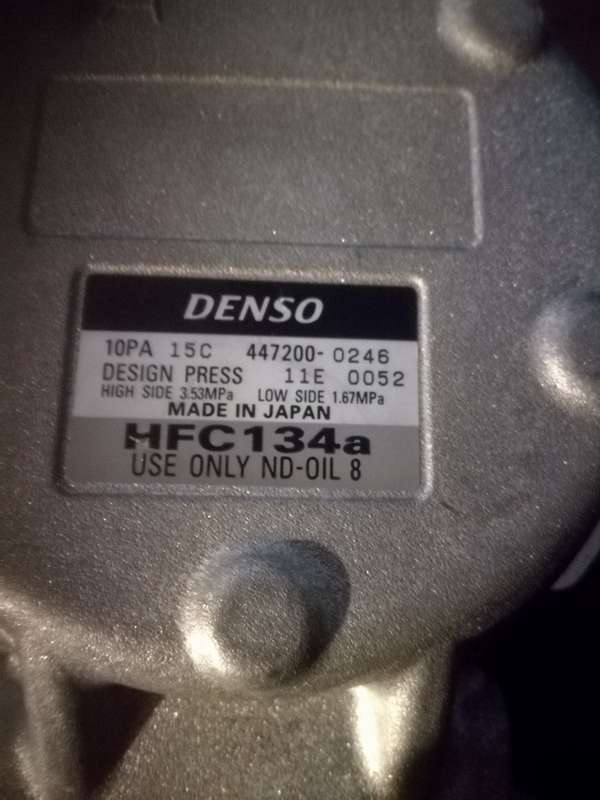 DENSO
10PA 15C 447200-0246
DESIGN PRESS 11E 0052
HIGH SIDE 3.53MPa LOW SIDE 1.67MPa
MADE IN JAPAN
HFC134a
USE ONLY ND-OIL 8